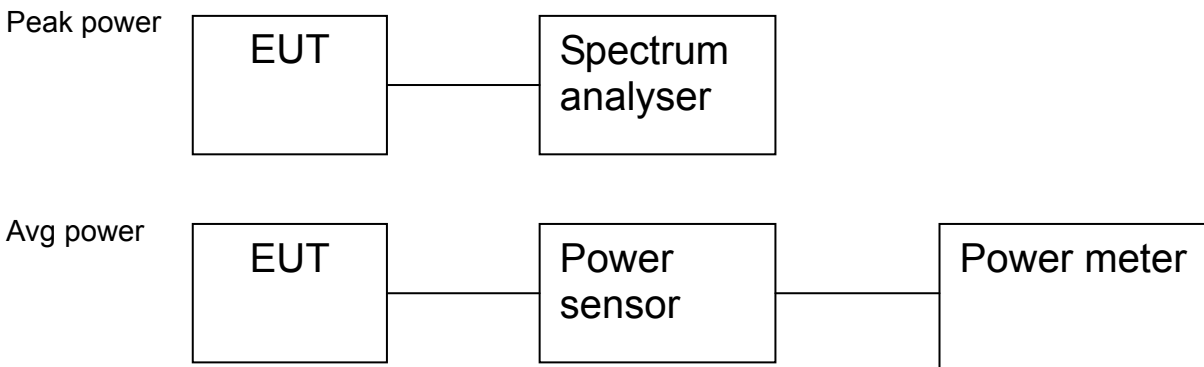 Peak power
EUT
Spectrum
analyser
Avg power
EUT
Power
sensor
Power meter